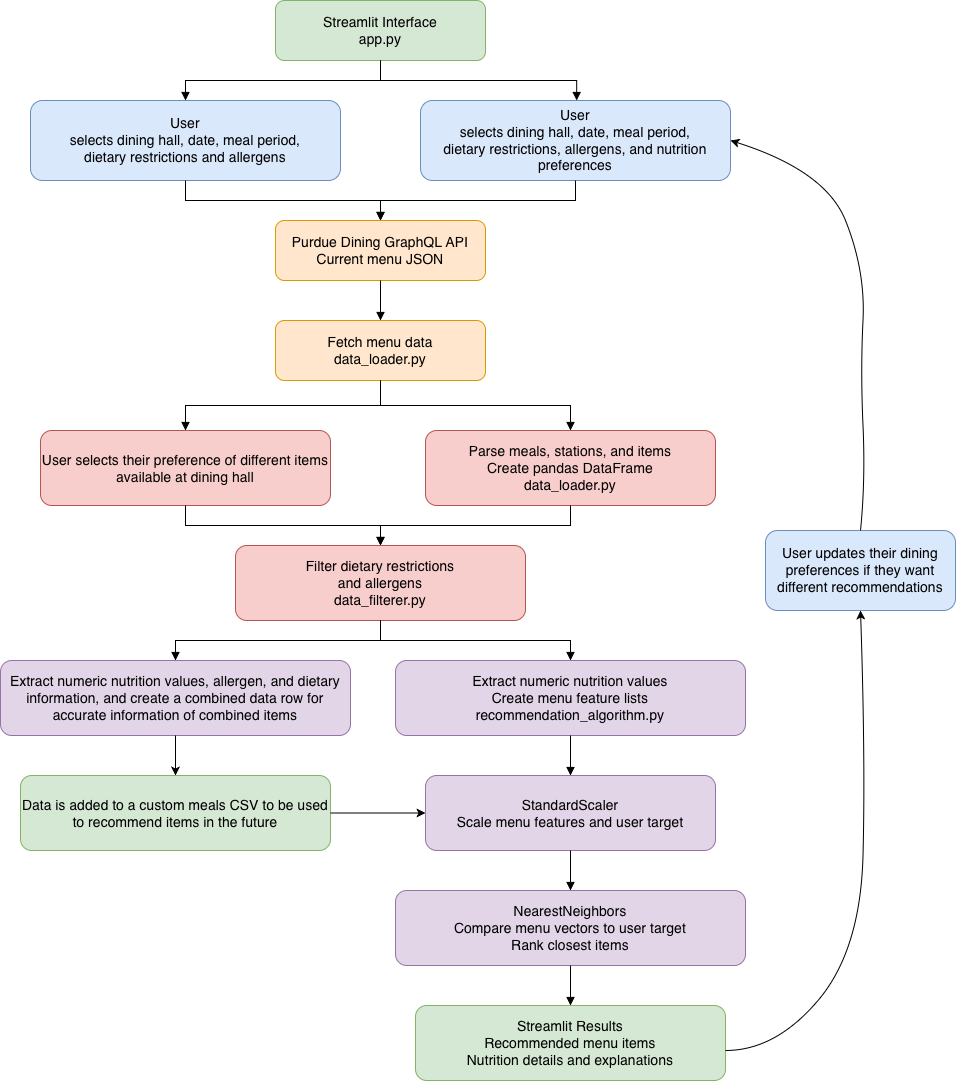 Streamlit Interface
app.py
User
selects dining hall, date, meal period,
dietary restrictions and allergens
User
selects dining hall, date, meal period,
dietary restrictions, allergens, and nutrition
preferences
Purdue Dining GraphQL API
Current menu JSON
Fetch menu data
data_loader.py
User selects their preference of different items
available at dining hall
Parse meals, stations, and items
Create pandas DataFrame
data_loader.py
Filter dietary restrictions
and allergens
data_filterer.py
User updates their dining
preferences if they want
different recommendations
Extract numeric nutrition values, allergen, and dietary
information, and create a combined data row for
accurate information of combined items
Extract numeric nutrition values
Create menu feature lists
recommendation_algorithm.py
Data is added to a custom meals CSV to be used
to recommend items in the future
StandardScaler
Scale menu features and user target
NearestNeighbors
Compare menu vectors to user target
Rank closest items
Streamlit Results
Recommended menu items
Nutrition details and explanations